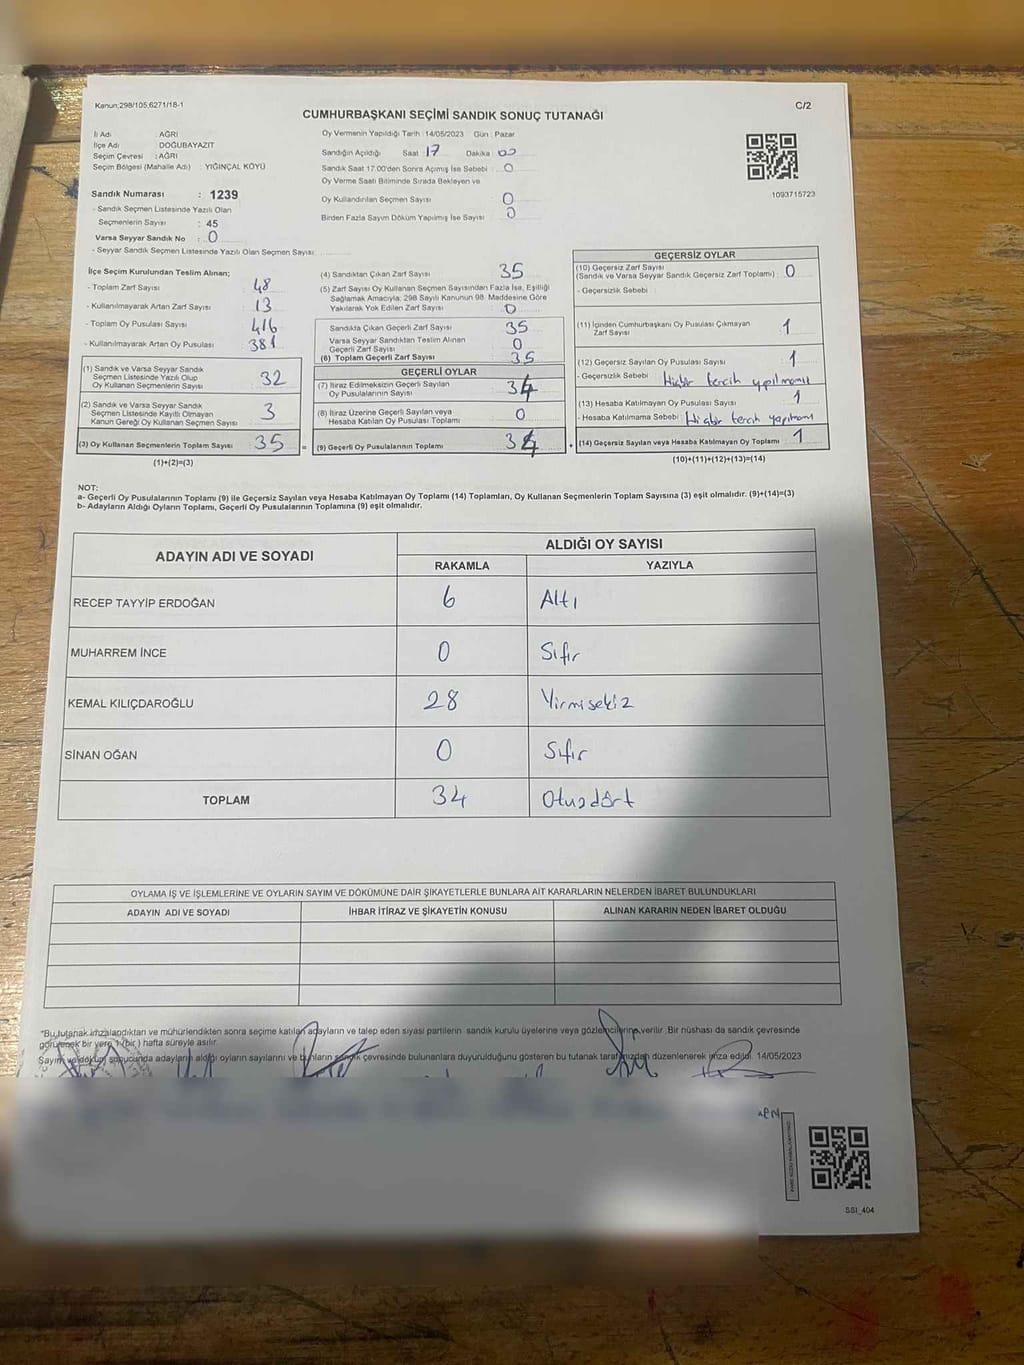 Kanun;298/105,6271/18-1
C/2
CUMHURBAŞKANI SEÇİMİ SANDIK SONUÇ TUTANAĞI
İl Adı : AĞRI
İlçe Adı : DOĞUBAYAZIT
Seçim Çevresi : AĞRI
Seçim Bölgesi (Mahalle Adı) : YIĞINÇAL KÖYÜ
Sandık Numarası : 1239
- Sandık Seçmen Listesinde Yazılı Olan
Seçmenlerin Sayısı : 45
Varsa Seyyar Sandık No : 0
- Seyyar Sandık Seçmen Listesinde Yazılı Olan Seçmen Sayısı:
Oy Vermenin Yapıldığı Tarih : 14/05/2023 Gün : Pazar
Sandığın Açıldığı Saat 17 Dakika 00
Sandık Saat 17:00'den Sonra Açımış İse Sebebi : 0
Oy Verme Saati Bitiminde Sırada Bekleyen ve
Oy Kullandırılan Seçmen Sayısı 0
Birden Fazla Sayım Döküm Yapılmış İse Sayısı 0
1093715723
İlçe Seçim Kurulundan Teslim Alınan;
- Toplam Zarf Sayısı 48
- Kullanılmayarak Artan Zarf Sayısı : 13
- Toplam Oy Pusulası Sayısı 416
- Kullanılmayarak Artan Oy Pusulası : 381
(1) Sandık ve Varsa Seyyar Sandık
Seçmen Listesinde Yazılı Olup
Oy Kullanan Seçmenlerin Sayısı 32
(2) Sandık ve Varsa Seyyar Sandık
Seçmen Listesinde Kayıtlı Olmayan
Kanun Gereği Oy Kullanan Seçmen Sayısı 3
(3) Oy Kullanan Seçmenlerin Toplam Sayısı 35
(1)+(2)=(3)
(4) Sandıktan Çıkan Zarf Sayısı 35
(5) Zarf Sayısı Oy Kullanan Seçmen Sayısından Fazla İse, Eşitliği
Sağlamak Amacıyla; 298 Sayılı Kanunun 98. Maddesine Göre
Yakılarak Yok Edilen Zarf Sayısı 0
Sandıkta Çıkan Geçerli Zarf Sayısı 35
Varsa Seyyar Sandıktan Teslim Alınan
Geçerli Zarf Sayısı 0
(6) Toplam Geçerli Zarf Sayısı 35
GEÇERLİ OYLAR
(7) İtiraz Edilmeksizin Geçerli Sayılan
Oy Pusulasının Sayısı 34
(8) İtiraz Üzerine Geçerli Sayılan veya
Hesaba Katılan Oy Pusulası Toplamı 0
= (9) Geçerli Oy Pusulalarının Toplamı 34
GEÇERSİZ OYLAR
(10) Geçersiz Zarf Sayısı
(Sandık ve Varsa Seyyar Sandık Geçersiz Zarf Toplamı) : 0
- Geçersizlik Sebebi :
(11) İçinden Cumhurbaşkanı Oy Pusulası Çıkmayan
Zarf Sayısı 1
(12) Geçersiz Sayılan Oy Pusulası Sayısı 1
- Geçersizlik Sebebi Hiçbir tercih yapılmamış
(13) Hesaba Katılmayan Oy Pusulası Sayısı 1
- Hesaba Katılmama Sebebi : Hiçbir tercih
+ (14) Geçersiz Sayılan veya Hesaba Katılmayan Oy Toplamı 1
(10)+(11)+(12)+(13)=(14)
NOT:
a- Geçerli Oy Pusulalarının Toplamı (9) ile Geçersiz Sayılan veya Hesaba Katılmayan Oy Toplamı (14) Toplamları, Oy Kullanan Seçmenlerin Toplam Sayısına (3) eşit olmalıdır. (9)+(14)=(3)
b- Adayların Aldığı Oyların Toplamı, Geçerli Oy Pusulalarının Toplamına (9) eşit olmalıdır.
ADAYIN ADI VE SOYADI
ALDIĞI OY SAYISI
RAKAMLA YAZIYLA
RECEP TAYYİP ERDOĞAN 6 Altı
MUHARREM İNCE 0 Sıfır
KEMAL KILIÇDAROĞLU 28 Yirmisekiz
SİNAN OĞAN 0 Sıfır
TOPLAM 34 Otuzdört
OYLAMA İŞ VE İŞLEMLERİNE VE OYLARIN SAYIM VE DÖKÜMÜNE DAİR ŞİKAYETLERLE BUNLARA AİT KARARLARIN NELERDEN İBARET BULUNDUKLARI
ADAYIN ADI VE SOYADI İHBAR İTİRAZ VE ŞİKAYETİN KONUSU ALINAN KARARIN NEDEN İBARET OLDUĞU
*Bu tutanak imzalandıktan ve mühürlendikten sonra seçime katılan adayların ve talep eden siyasi partilerin sandık kurulu üyelerine veya gözlemcilerine verilir. Bir nüshası da sandık çevresinde
görülecek bir yere 1 (bir) hafta süreyle asılır.
Sayım ve döküm sonucunda adayların aldığı oyların sayılarını ve bunların sandık çevresinde bulunanlara duyurulduğunu gösteren bu tutanak tarafımızdan düzenlenerek imza edildi. 14/05/2023
SSI_404